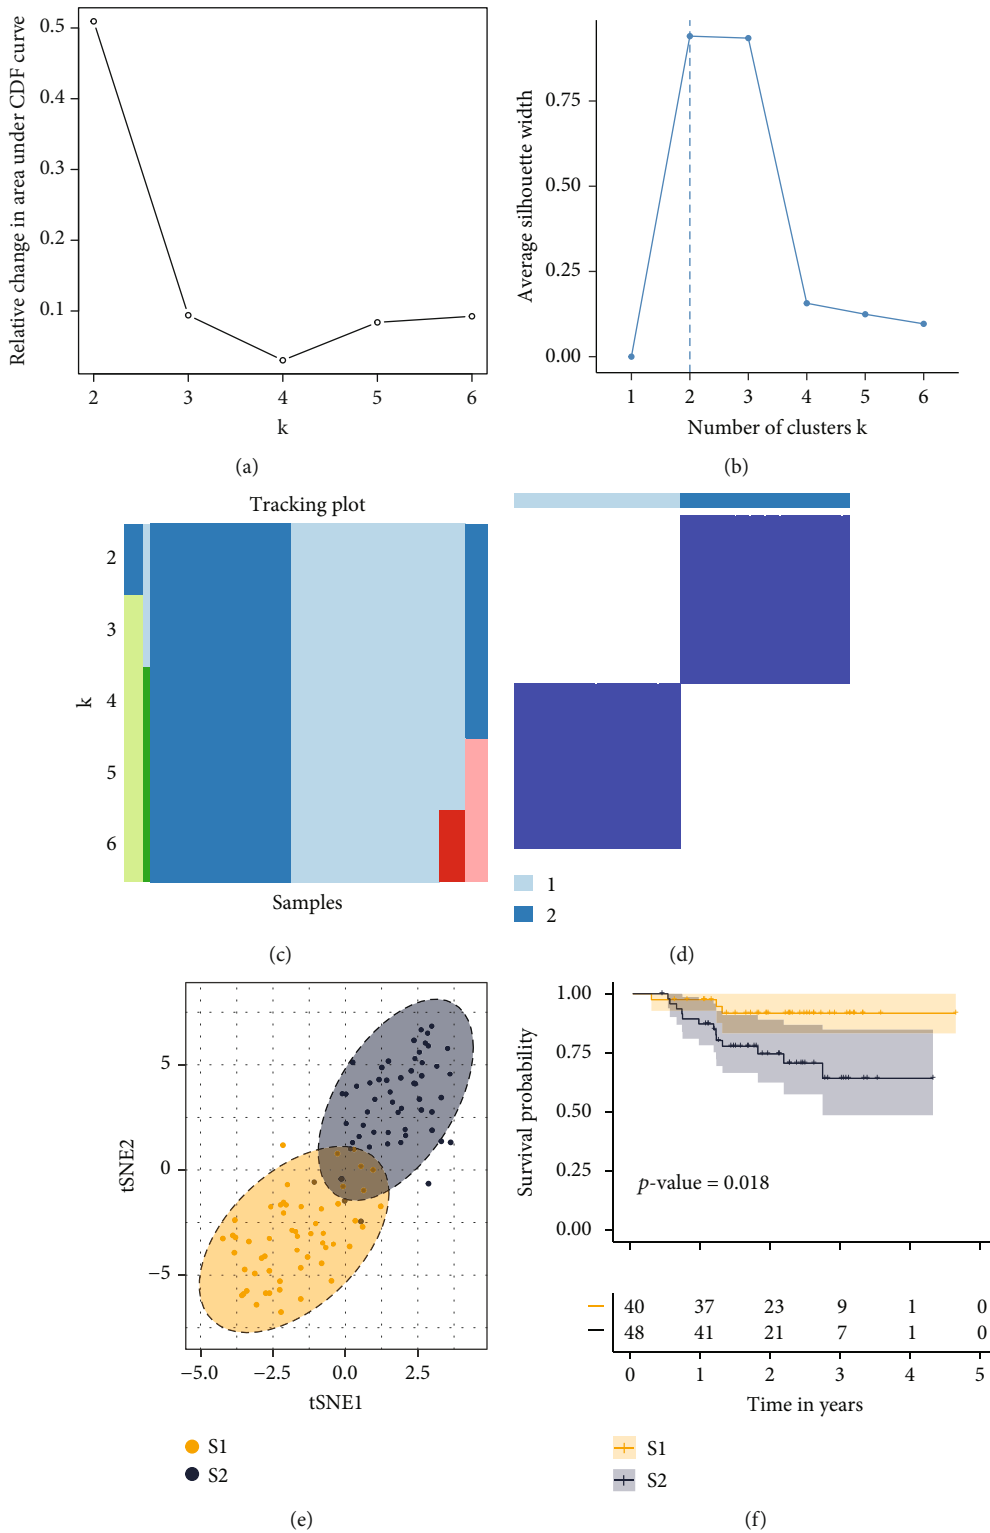 Relative change in area under CDF curve
0.5
0.4
0.3
0.2
0.1
2 3 4 5 6
k
(a)
Average silhouette width
0.75
0.50
0.25
0.00
1 2 3 4 5 6
Number of clusters k
(b)
Tracking plot
k
2
3
4
5
6
Samples
(c)
1
2
(d)
tSNE2
5
0
−5
−5.0 −2.5 0.0 2.5
tSNE1
S1
S2
(e)
Survival probability
1.00
0.75
0.50
0.25
0.00
p-value = 0.018
40 37 23 9 1 0
48 41 21 7 1 0
0 1 2 3 4 5
Time in years
S1
S2
(f)